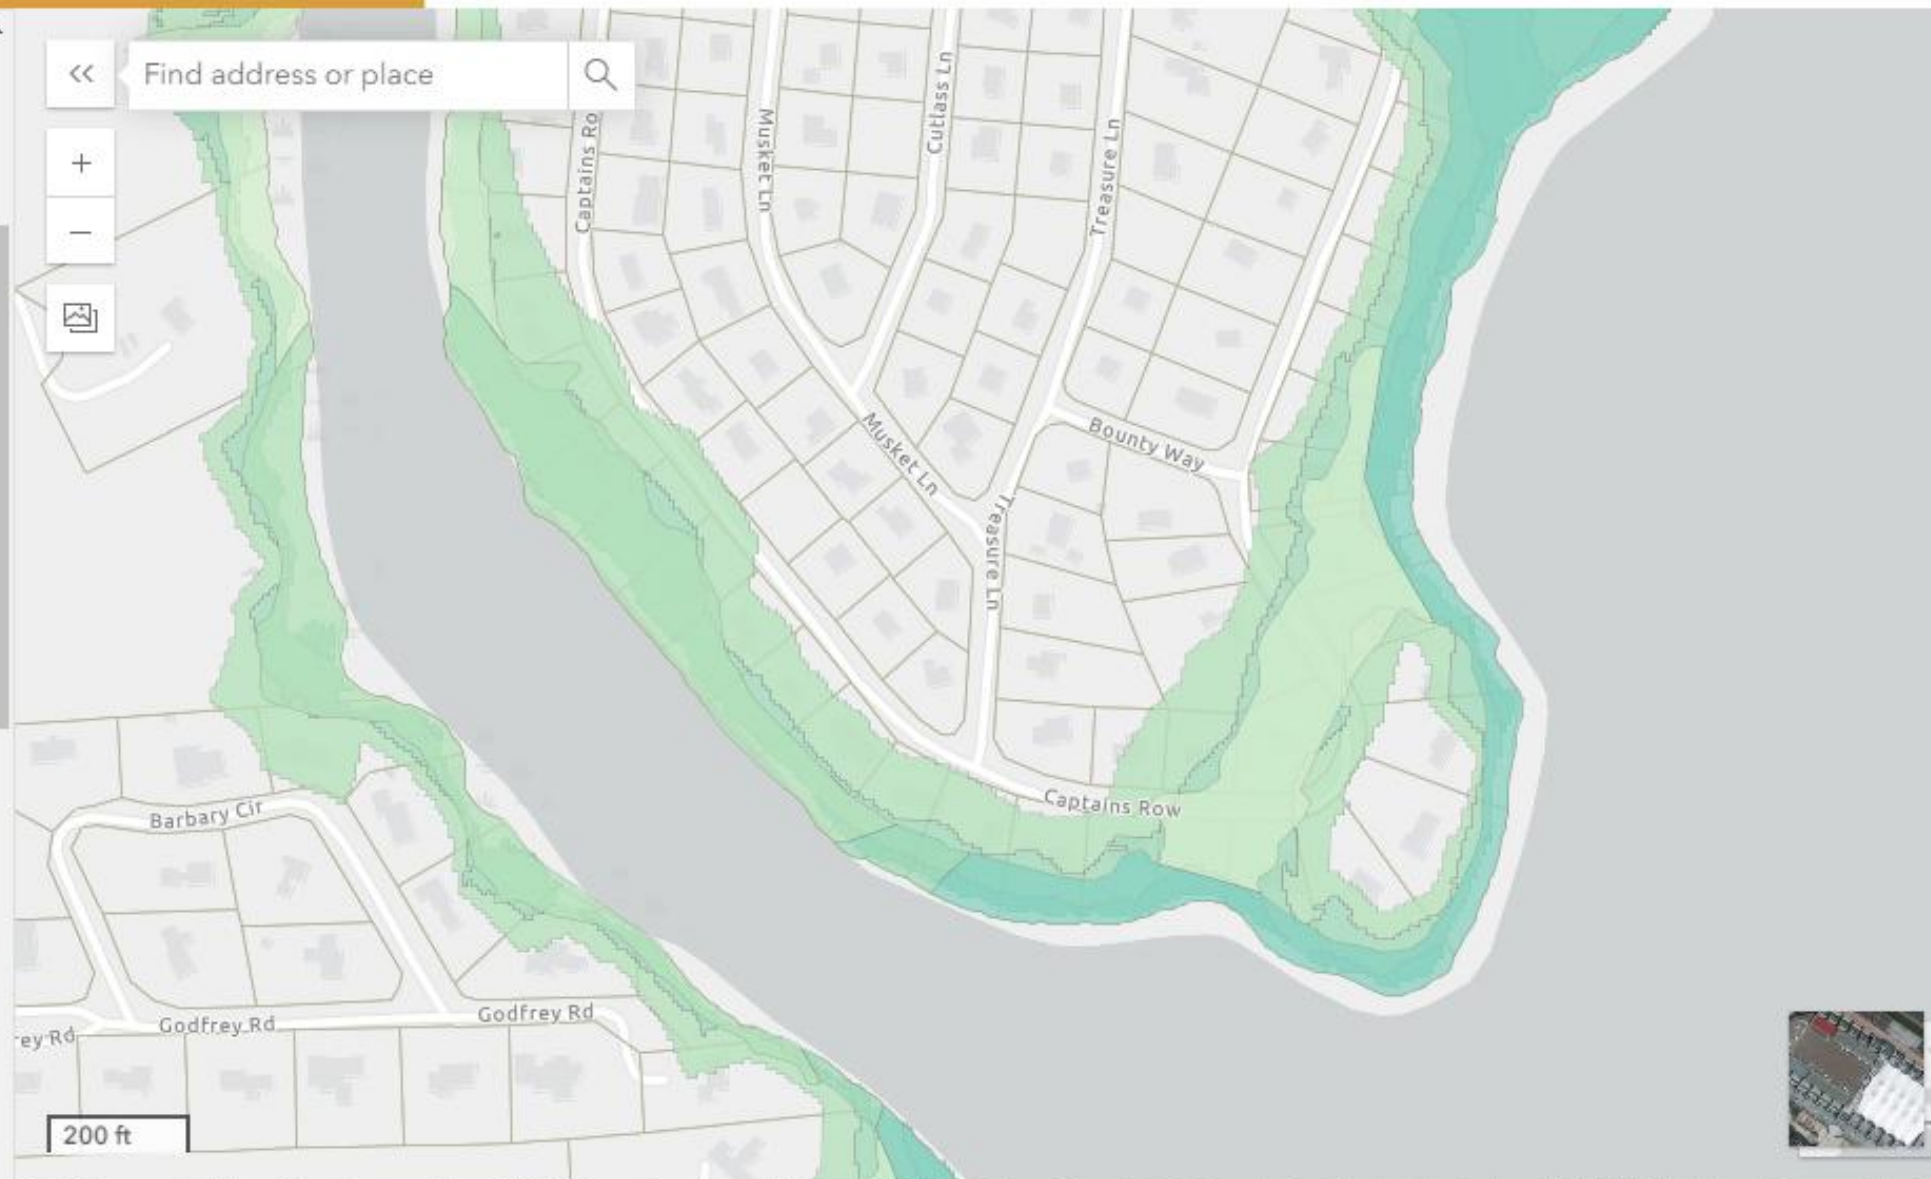 Find address or place
Captains Ro
Musket Ln
Cutlass Ln
Treasure Ln
Musket Ln
Bounty Way
Treasure Ln
Captains Row
Barbary Cir
Godfrey Rd
Godfrey Rd
rey Rd
200 ft